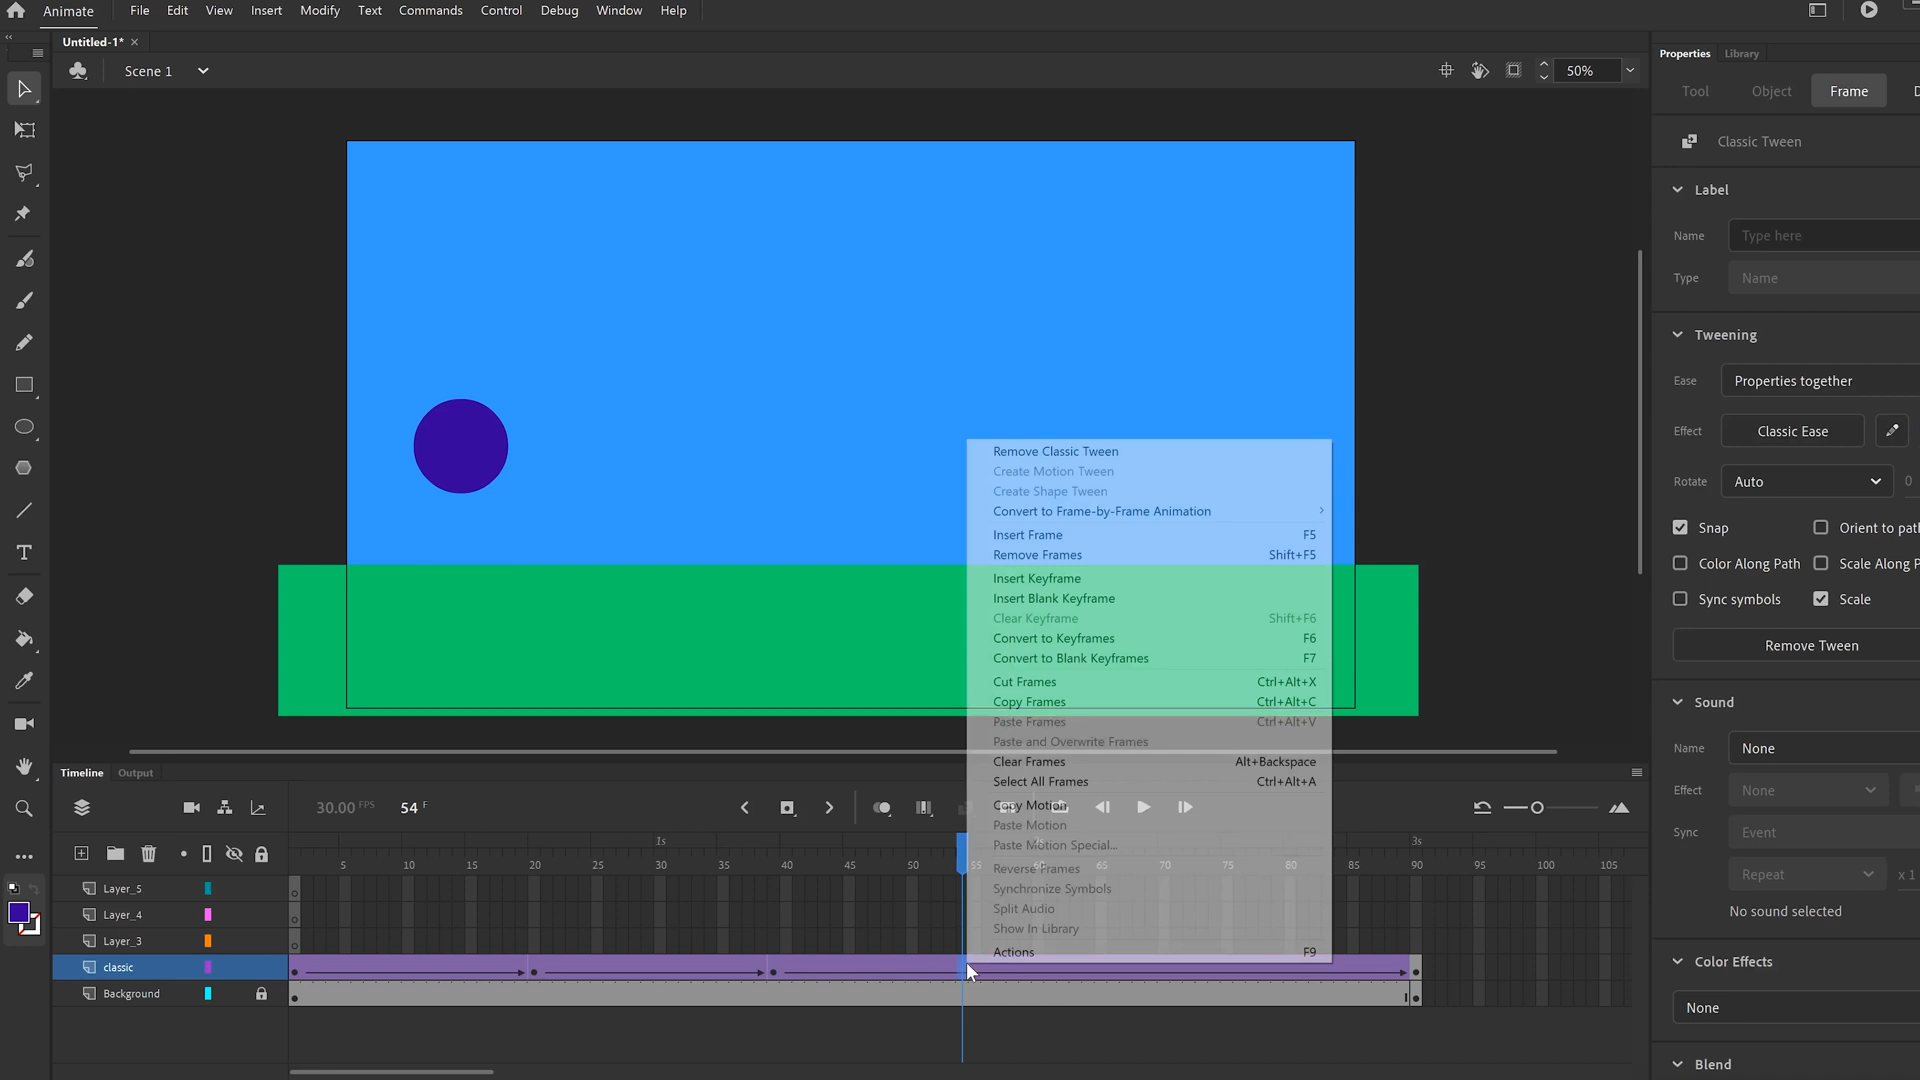 Animate File Edit View Insert Modify Text Commands Control Debug Window Help
Untitled-1*
Scene 1 50%
Properties Library
Tool Object Frame
Classic Tween
Label
Name Type here
Type Name
Tweening
Ease Properties together
Effect Classic Ease
Rotate Auto 0
Snap Orient to path
Color Along Path Scale Along P
Sync symbols Scale
Remove Tween
Sound
Name None
Effect None
Sync Event
Repeat x 1
No sound selected
Color Effects
None
Blend
Remove Classic Tween
Create Motion Tween
Create Shape Tween
Convert to Frame-by-Frame Animation
Insert Frame F5
Remove Frames Shift+F5
Insert Keyframe
Insert Blank Keyframe
Clear Keyframe Shift+F6
Convert to Keyframes F6
Convert to Blank Keyframes F7
Cut Frames Ctrl+Alt+X
Copy Frames Ctrl+Alt+C
Paste Frames Ctrl+Alt+V
Paste and Overwrite Frames
Clear Frames Alt+Backspace
Select All Frames Ctrl+Alt+A
Copy Motion
Paste Motion
Paste Motion Special...
Reverse Frames
Synchronize Symbols
Split Audio
Show In Library
Actions F9
Timeline Output
30.00 FPS 54 F
1s 2s 3s
5 10 15 20 25 30 35 40 45 50 55 60 65 70 75 80 85 90 95 100 105
Layer_5
Layer_4
Layer_3
classic
Background